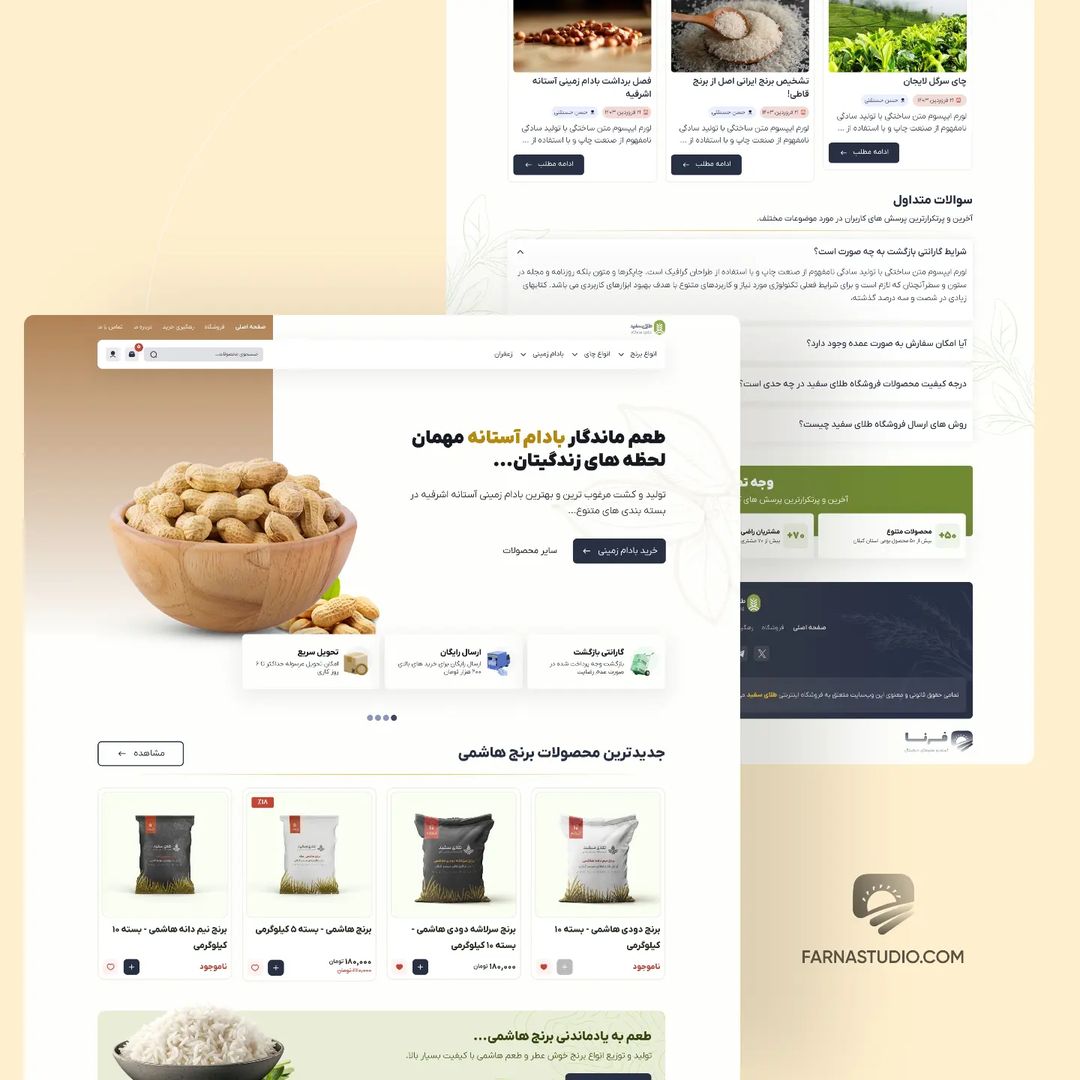 چای سرگل لایجان
۲۱ فروردین ۱۴۰۳
حسن حسنقلی
لورم ایپسوم متن ساختگی با تولید سادگی
نامفهوم از صنعت چاپ و با استفاده از ...
ادامه مطلب
تشخیص برنج ایرانی اصل از برنج
قاطی!
۲۱ فروردین ۱۴۰۳
حسن حسنقلی
لورم ایپسوم متن ساختگی با تولید سادگی
نامفهوم از صنعت چاپ و با استفاده از ...
ادامه مطلب
فصل برداشت بادام زمینی آستانه
اشرفیه
۲۱ فروردین ۱۴۰۳
حسن حسنقلی
لورم ایپسوم متن ساختگی با تولید سادگی
نامفهوم از صنعت چاپ و با استفاده از ...
ادامه مطلب
سوالات متداول
آخرین و پرتکرارترین پرسش های کاربران در مورد موضوعات مختلف.
شرایط گارانتی بازگشت به چه صورت است؟
لورم ایپسوم متن ساختگی با تولید سادگی نامفهوم از صنعت چاپ و با استفاده از طراحان گرافیک است. چاپگرها و متون بلکه روزنامه و مجله در
ستون و سطرآنچنان که لازم است و برای شرایط فعلی تکنولوژی مورد نیاز و کاربردهای متنوع با هدف بهبود ابزارهای کاربردی می باشد. کتابهای
زیادی در شصت و سه درصد گذشته.
آیا امکان سفارش به صورت عمده وجود دارد؟
درجه کیفیت محصولات فروشگاه طلای سفید در چه حدی است؟
روش های ارسال فروشگاه طلای سفید چیست؟
وجه
آخرین و پرتکرارترین پرسش های
+۵۰
محصولات متنوع
بیش از ۵۰ محصول بومی استان گیلان
+۷۰
مشتریان راضی
بیش از ۷۰ مشتری
صفحه اصلی
فروشگاه
تمامی حقوق قانونی و معنوی این وب‌سایت متعلق به فروشگاه اینترنتی طلای سفید
فرنا
طلای سفید
صفحه اصلی
فروشگاه
رهگیری خرید
درباره ما
تماس با ما
انواع برنج
انواع چای
بادام زمینی
زعفران
جستجوی محصولات...
طعم ماندگار بادام آستانه مهمان
لحظه های زندگیتان...
تولید و کشت مرغوب ترین و بهترین بادام زمینی آستانه اشرفیه در
بسته بندی های متنوع...
خرید بادام زمینی
سایر محصولات
گارانتی بازگشت
بازگشت وجه پرداخت شده در
صورت عدم رضایت
ارسال رایگان
ارسال رایگان برای خرید های بالای
۲۰۰ هزار تومان
تحویل سریع
امکان تحویل مرسوله حداکثر تا ۶
روز کاری
جدیدترین محصولات برنج هاشمی
مشاهده
٪۱۸
برنج دودی هاشمی - بسته ۱۰
کیلوگرمی
ناموجود
برنج سرلاشه دودی هاشمی -
بسته ۱۰ کیلوگرمی
۱۸۰,۰۰۰ تومان
برنج هاشمی - بسته ۵ کیلوگرمی
۱۸۰,۰۰۰ تومان
۲۲۰,۰۰۰ تومان
برنج نیم دانه هاشمی - بسته ۱۰
کیلوگرمی
ناموجود
طعم به یادماندنی برنج هاشمی...
تولید و توزیع انواع برنج خوش عطر و طعم هاشمی با کیفیت بسیار بالا.
FARNASTUDIO.COM